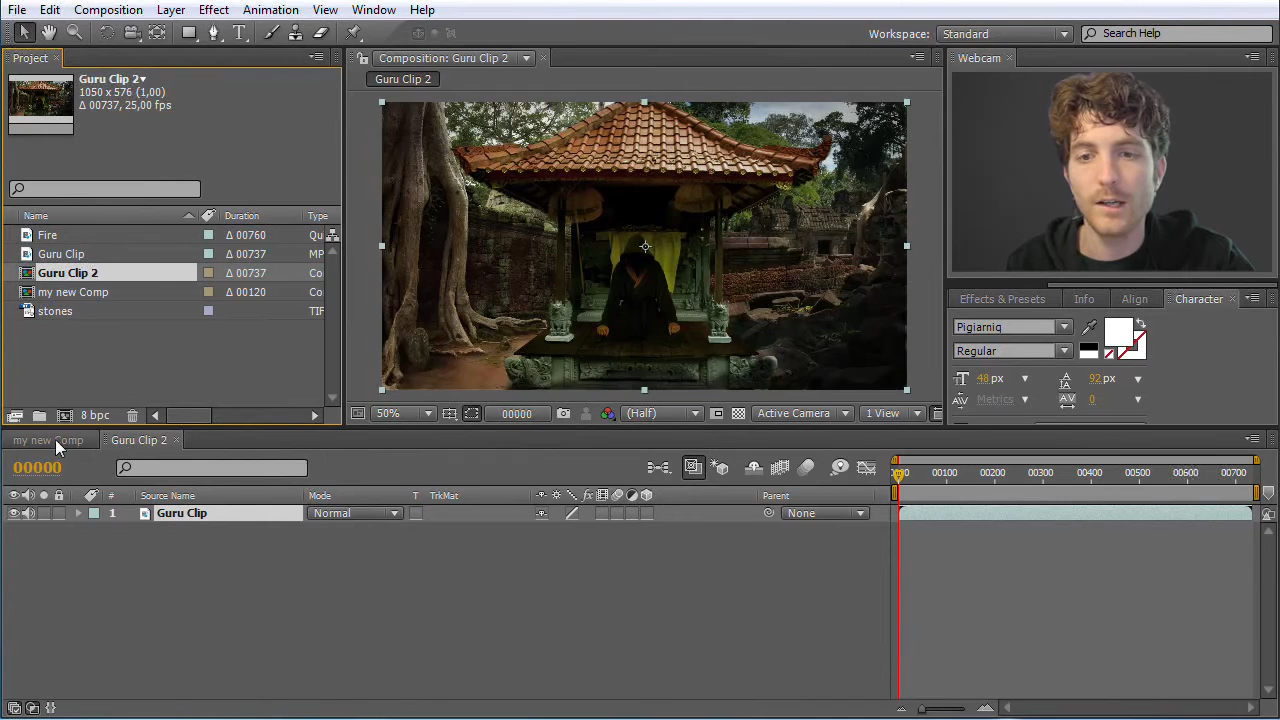 File Edit Composition Layer Effect Animation View Window Help
Workspace: Standard Search Help
Project Composition: Guru Clip 2 Webcam
Guru Clip 2
1050 x 576 (1,00)
Δ 00737, 25,00 fps
Guru Clip 2
Name Duration Type
Fire Δ 00760 Qu
Guru Clip Δ 00737 MP
Guru Clip 2 Δ 00737 Co
my new Comp Δ 00120 Co
stones TIF
8 bpc
50% 00000 (Half) Active Camera 1 View
Effects & Presets Info Align Character
Pigiarniq
Regular
48 px 92 px
Metrics 0
my new Comp Guru Clip 2
00000
00100 00200 00300 00400 00500 00600 00700
# Source Name Mode T TrkMat fx Parent
1 Guru Clip Normal None